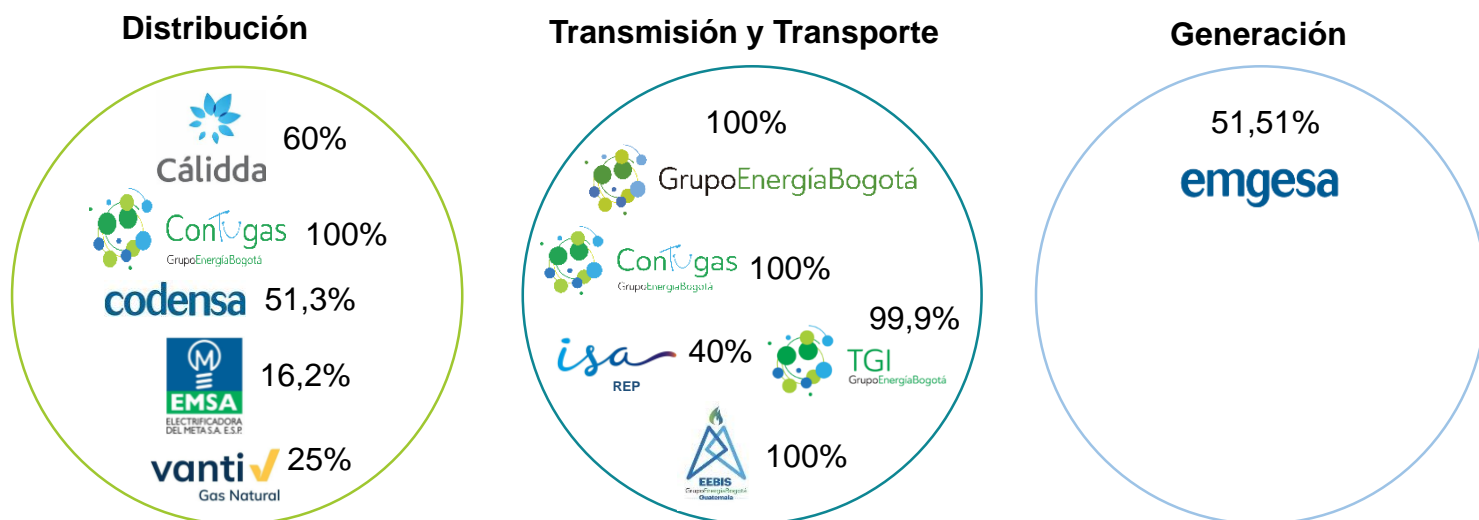 Distribución
Cálidda
60%
ConTugas
GrupoEnergíaBogotá
100%
codensa
51,3%
EMSA
ELECTRIFICADORA
DEL META S.A. E.S.P.
16,2%
vanti
Gas Natural
25%
Transmisión y Transporte
100%
GrupoEnergíaBogotá
ConTugas
GrupoEnergíaBogotá
100%
isa
REP
40%
99,9%
TGI
GrupoEnergíaBogotá
EEBIS
GrupoEnergíaBogotá
Guatemala
100%
Generación
51,51%
emgesa